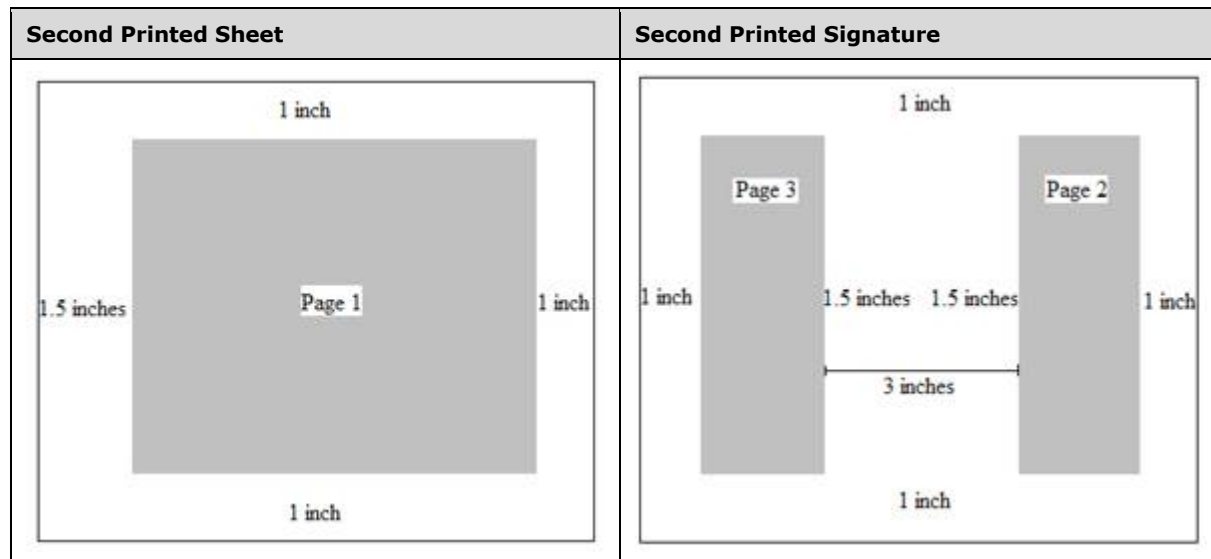 Second Printed Sheet
Second Printed Signature
1 inch
1.5 inches
Page 1
1 inch
1 inch
1 inch
Page 3
Page 2
1 inch
1.5 inches
1.5 inches
1 inch
3 inches
1 inch